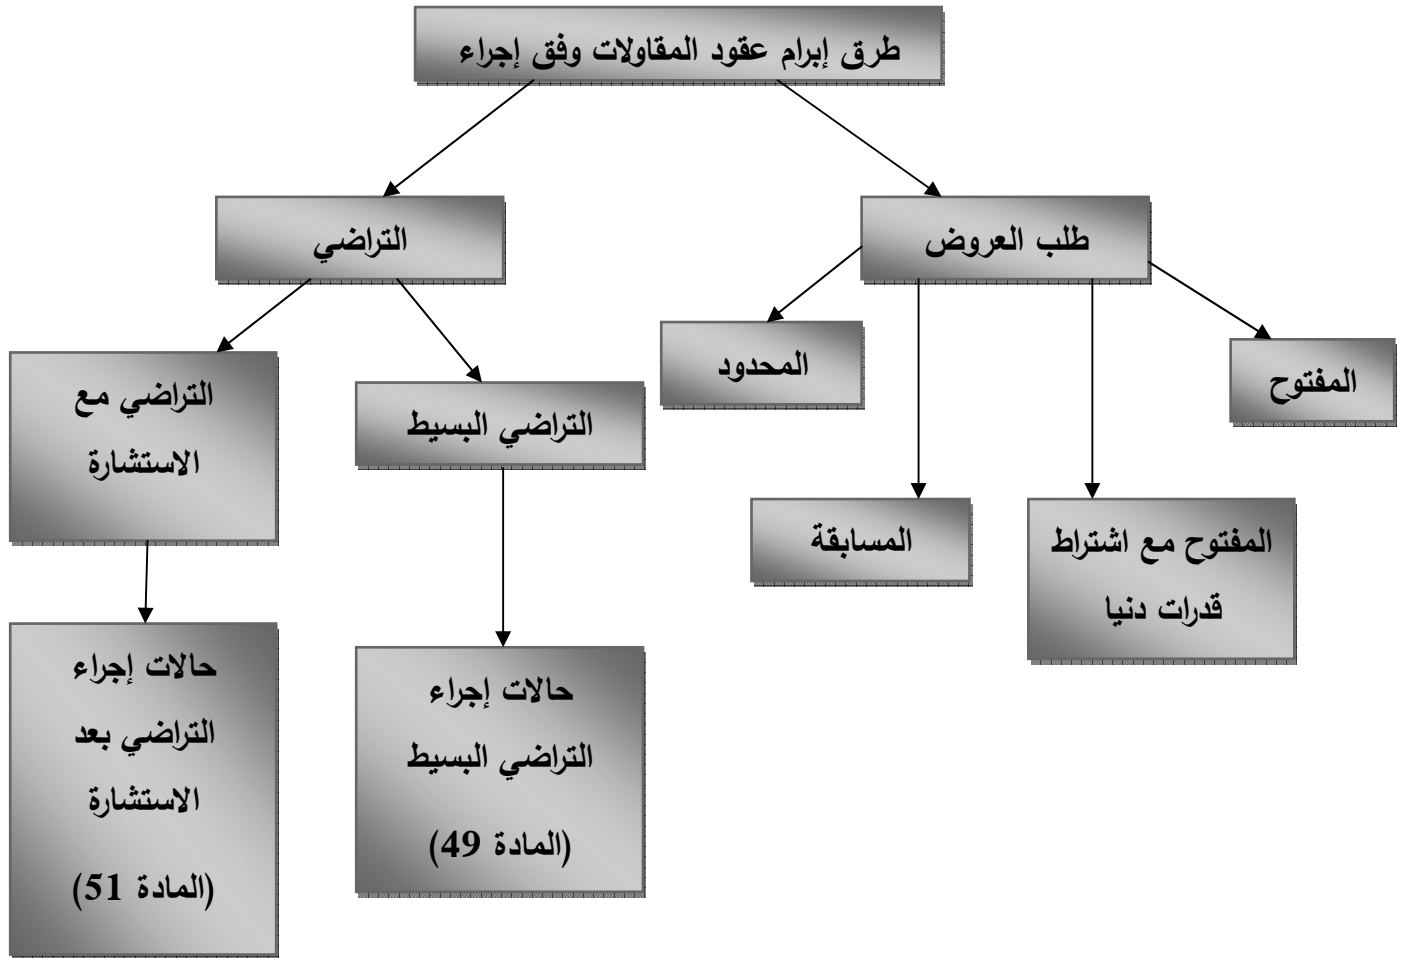 طرق إبرام عقود المقاولات وفق إجراء
طلب العروض
التراضي
المفتوح
المحدود
المفتوح مع اشتراط
قدرات دنيا
المسابقة
التراضي البسيط
التراضي مع
الاستشارة
حالات إجراء
التراضي البسيط
(المادة 49)
حالات إجراء
التراضي بعد
الاستشارة
(المادة 51)